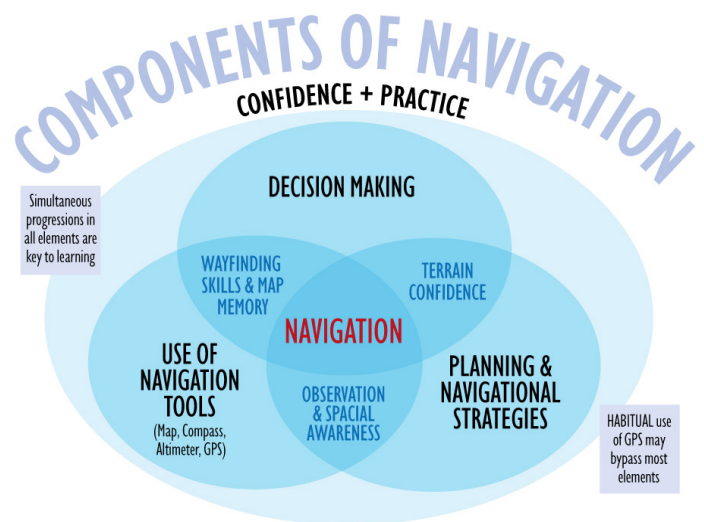 COMPONENTS OF NAVIGATION
CONFIDENCE + PRACTICE
DECISION MAKING
Simultaneous
progressions in
all elements are
key to learning
WAYFINDING
SKILLS & MAP
MEMORY
TERRAIN
CONFIDENCE
NAVIGATION
USE OF
NAVIGATION
TOOLS
(Map, Compass,
Altimeter, GPS)
OBSERVATION
& SPACIAL
AWARENESS
PLANNING &
NAVIGATIONAL
STRATEGIES
HABITUAL use
of GPS may
bypass most
elements